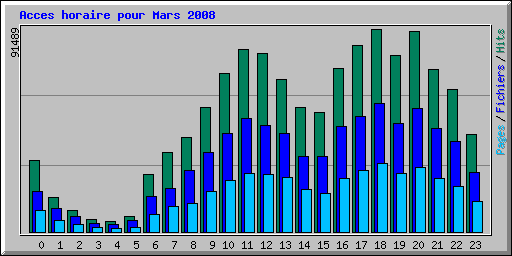 Acces horaire pour Mars 2008
91489
Pages / Fichiers / Hits
0 1 2 3 4 5 6 7 8 9 10 11 12 13 14 15 16 17 18 19 20 21 22 23